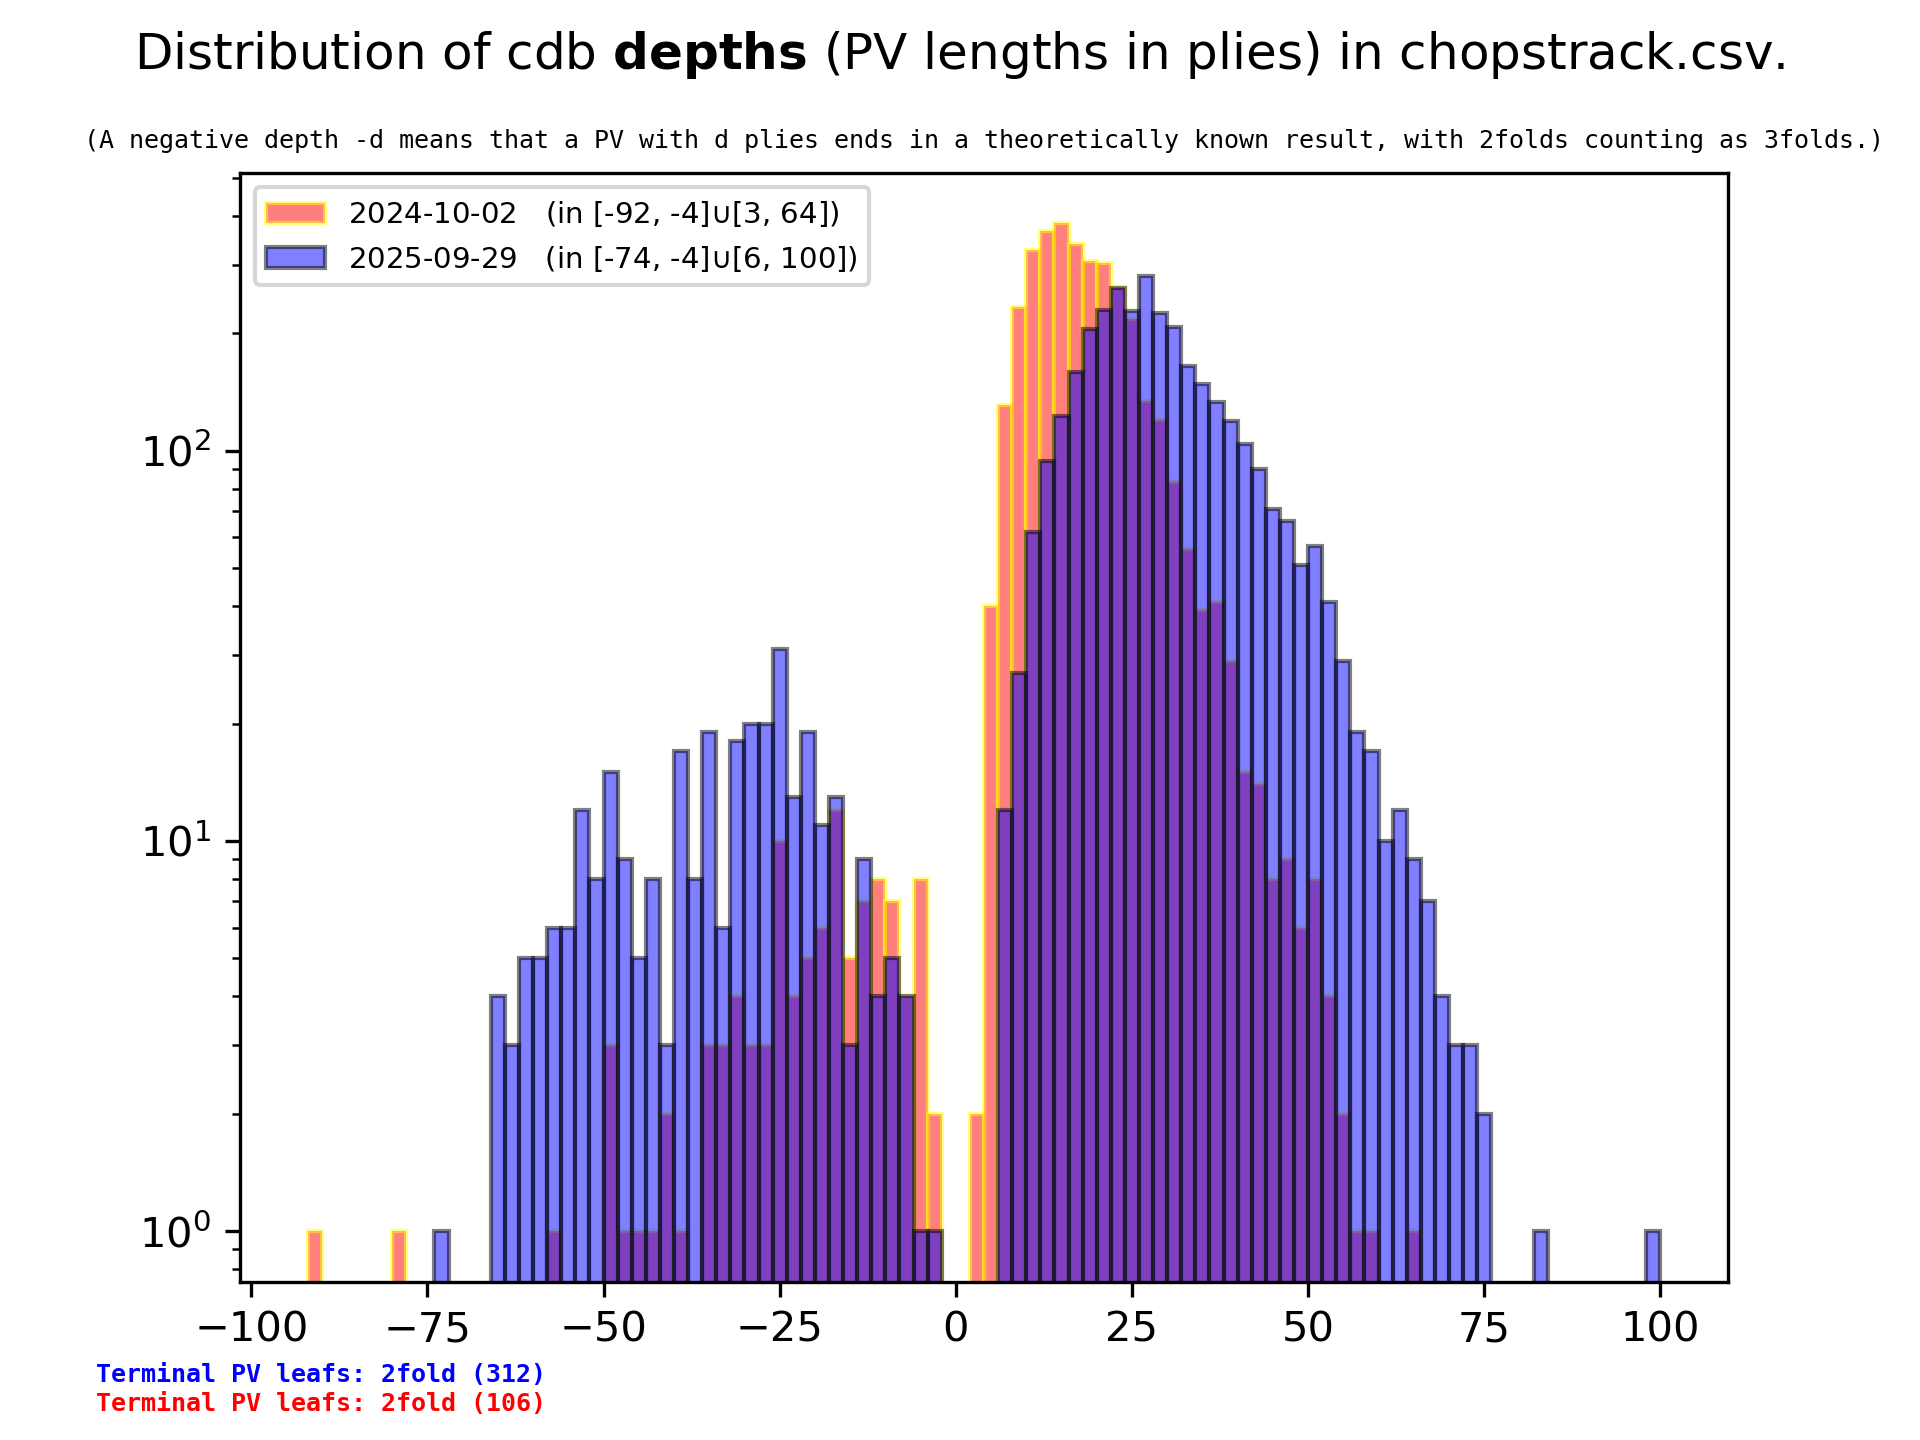 Distribution of cdb depths (PV lengths in plies) in chopstrack.csv.
(A negative depth -d means that a PV with d plies ends in a theoretically known result, with 2folds counting as 3folds.)
2024-10-02 (in [-92, -4]∪[3, 64])
2025-09-29 (in [-74, -4]∪[6, 100])
10²
10¹
10⁰
−100 −75 −50 −25 0 25 50 75 100
Terminal PV leafs: 2fold (312)
Terminal PV leafs: 2fold (106)